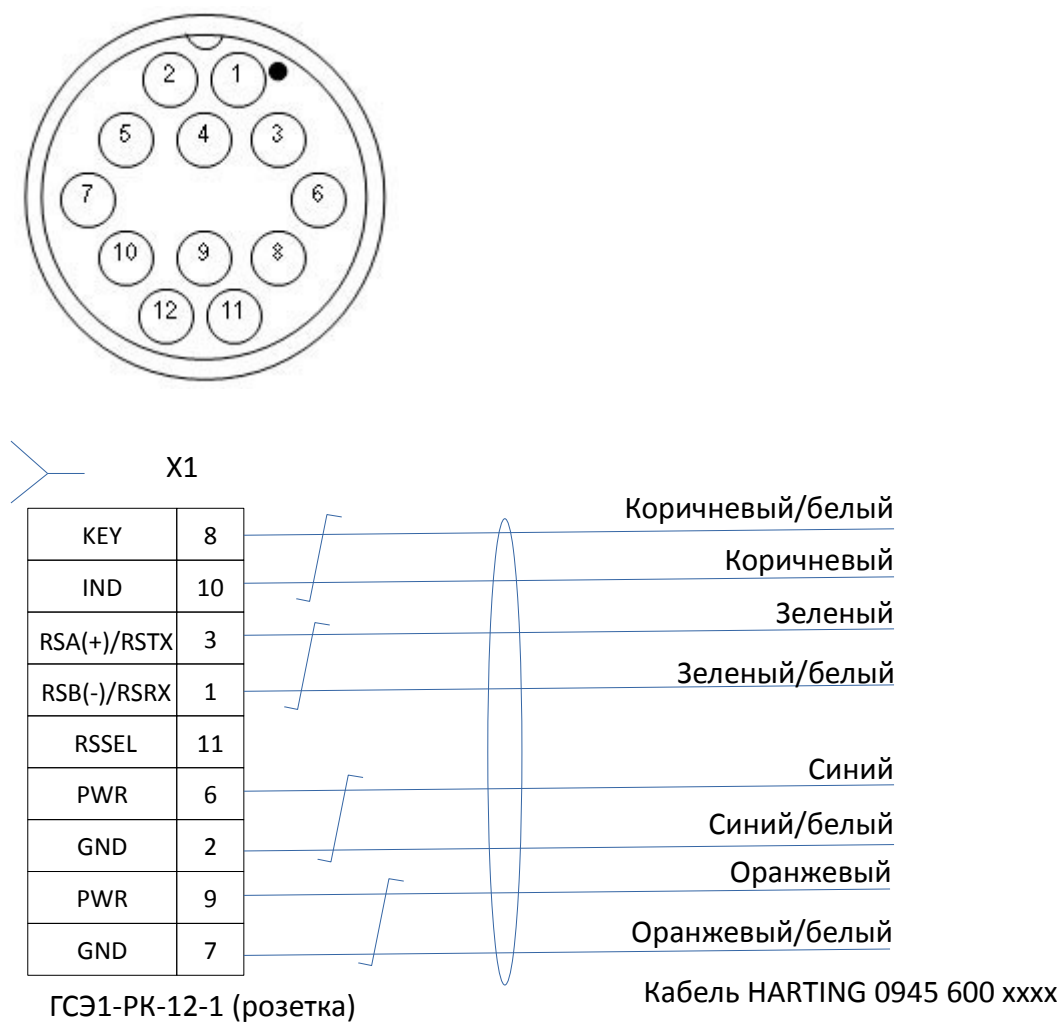 2 1
5 4 3
7 6
10 9 8
12 11
X1
KEY 8 Коричневый/белый
IND 10 Коричневый
RSA(+)/RSTX 3 Зеленый
RSB(-)/RSRX 1 Зеленый/белый
RSSEL 11
PWR 6 Синий
GND 2 Синий/белый
PWR 9 Оранжевый
GND 7 Оранжевый/белый
ГСЭ1-РК-12-1 (розетка) Кабель HARTING 0945 600 xxxx